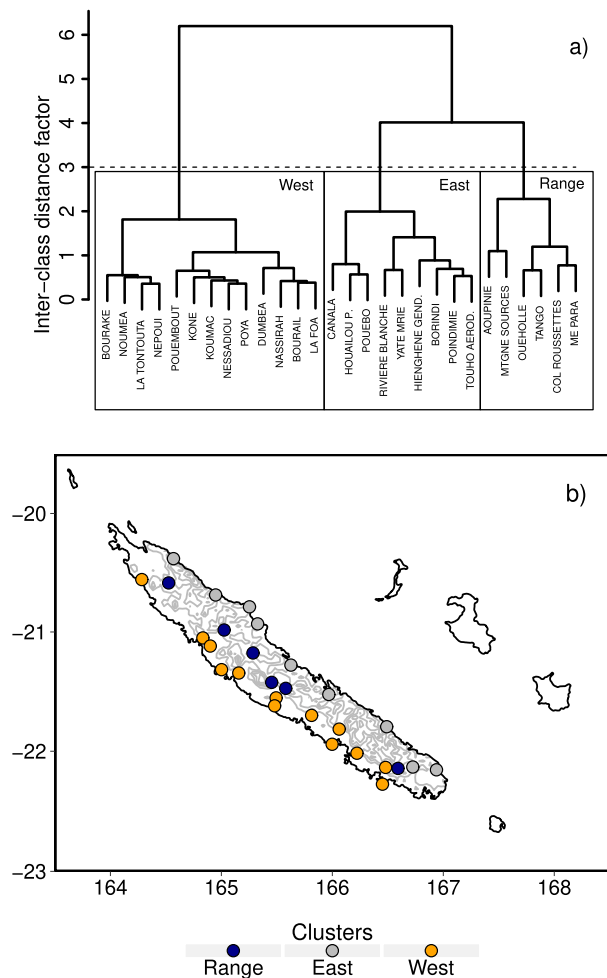 a)
Inter−class distance factor
6
5
4
3
2
1
0
West
East
Range
BOURAKE
NOUMEA
LA TONTOUTA
NEPOUI
POUEMBOUT
KONE
KOUMAC
NESSADIOU
POYA
DUMBEA
NASSIRAH
BOURAIL
LA FOA
CANALA
HOUAILOU P.
POUEBO
RIVIERE BLANCHE
YATE MRIE
HIENGHENE GEND.
BORINDI
POINDIMIE
TOUHO AEROD.
AOUPINIE
MTGNE SOURCES
OUEHOLLE
TANGO
COL ROUSSETTES
ME PARA
b)
−20
−21
−22
−23
164 165 166 167 168
Clusters
Range East West